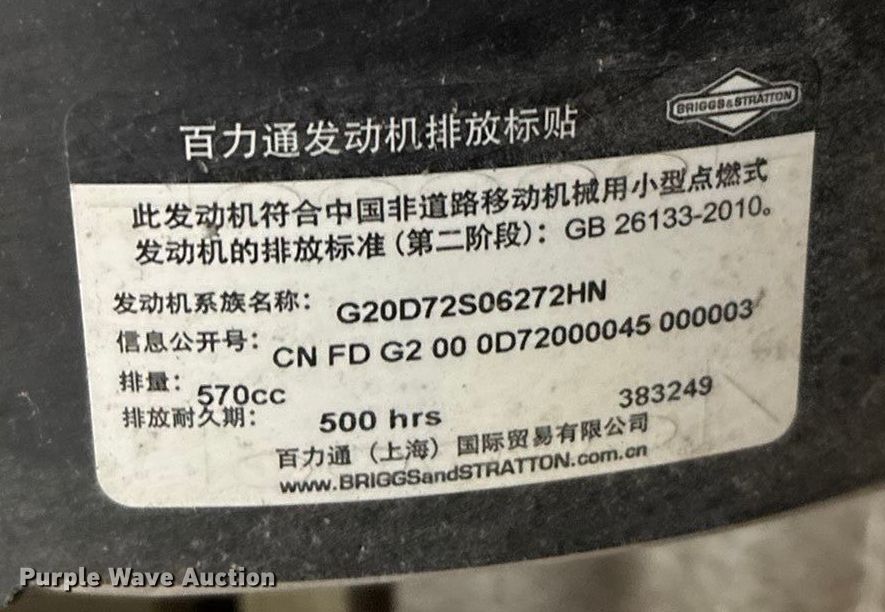 百力通发动机排放标贴
BRIGGS&STRATTON
此发动机符合中国非道路移动机械用小型点燃式
发动机的排放标准(第二阶段)：GB 26133-2010。
发动机系族名称： G20D72S06272HN
信息公开号： CN FD G2 00 0D72000045 000003
排量： 570cc
排放耐久期： 500 hrs 383249
百力通（上海）国际贸易有限公司
www.BRIGGSandSTRATTON.com.cn
Purple Wave Auction